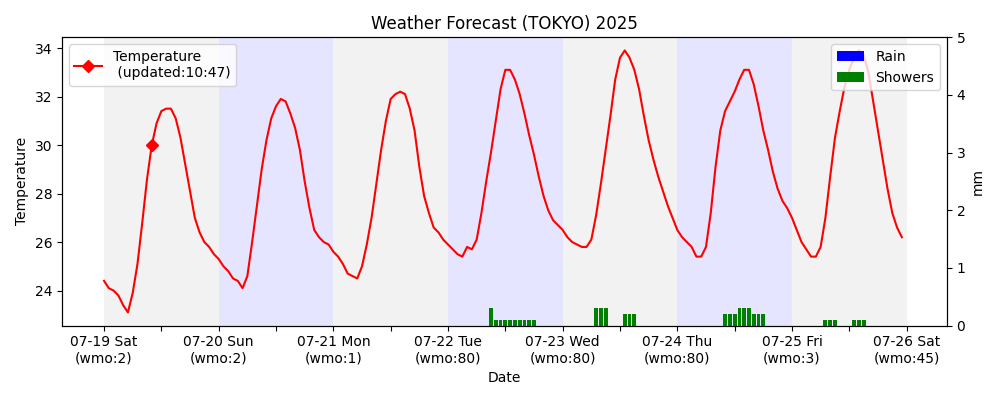 Weather Forecast (TOKYO) 2025
Temperature
(updated:10:47)
Rain
Showers
34
32
30
28
26
24
Temperature
5
4
3
2
1
0
mm
07-19 Sat
(wmo:2)
07-20 Sun
(wmo:2)
07-21 Mon
(wmo:1)
07-22 Tue
(wmo:80)
07-23 Wed
(wmo:80)
07-24 Thu
(wmo:80)
07-25 Fri
(wmo:3)
07-26 Sat
(wmo:45)
Date